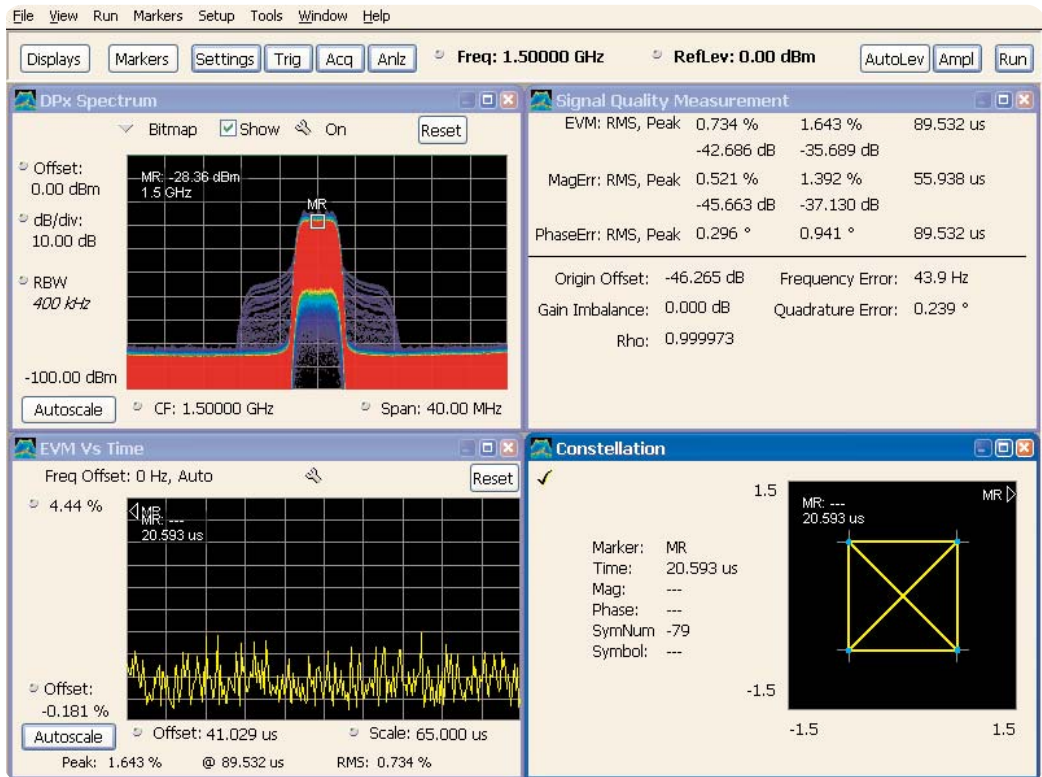 File View Run Markers Setup Tools Window Help
Displays Markers Settings Trig Acq Anlz Freq: 1.50000 GHz RefLev: 0.00 dBm AutoLev Ampl Run
DPx Spectrum
Bitmap Show On Reset
Offset:
0.00 dBm
dB/div:
10.00 dB
RBW
400 kHz
-100.00 dBm
MR: -28.36 dBm
1.5 GHz
MR
Autoscale CF: 1.50000 GHz Span: 40.00 MHz
Signal Quality Measurement
EVM: RMS, Peak 0.734 % 1.643 % 89.532 us
-42.686 dB -35.689 dB
MagErr: RMS, Peak 0.521 % 1.392 % 55.938 us
-45.663 dB -37.130 dB
PhaseErr: RMS, Peak 0.296 ° 0.941 ° 89.532 us
Origin Offset: -46.265 dB Frequency Error: 43.9 Hz
Gain Imbalance: 0.000 dB Quadrature Error: 0.239 °
Rho: 0.999973
EVM Vs Time
Freq Offset: 0 Hz, Auto Reset
4.44 %
MR
MR: ---
20.593 us
Offset:
-0.181 %
Autoscale Offset: 41.029 us Scale: 65.000 us
Peak: 1.643 % @ 89.532 us RMS: 0.734 %
Constellation
1.5
MR: --- MR
20.593 us
Marker: MR
Time: 20.593 us
Mag: ---
Phase: ---
SymNum -79
Symbol: ---
-1.5
-1.5 1.5